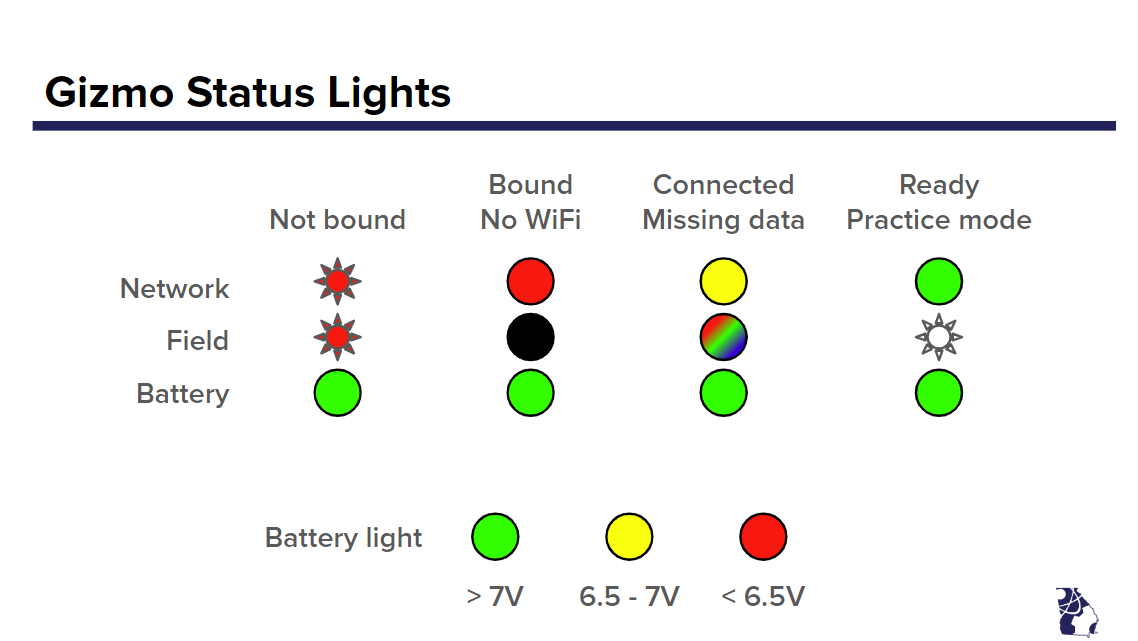 Gizmo Status Lights
Bound
No WiFi
Connected
Missing data
Ready
Practice mode
Not bound
Network
Field
Battery
Battery light
> 7V
6.5 - 7V
< 6.5V